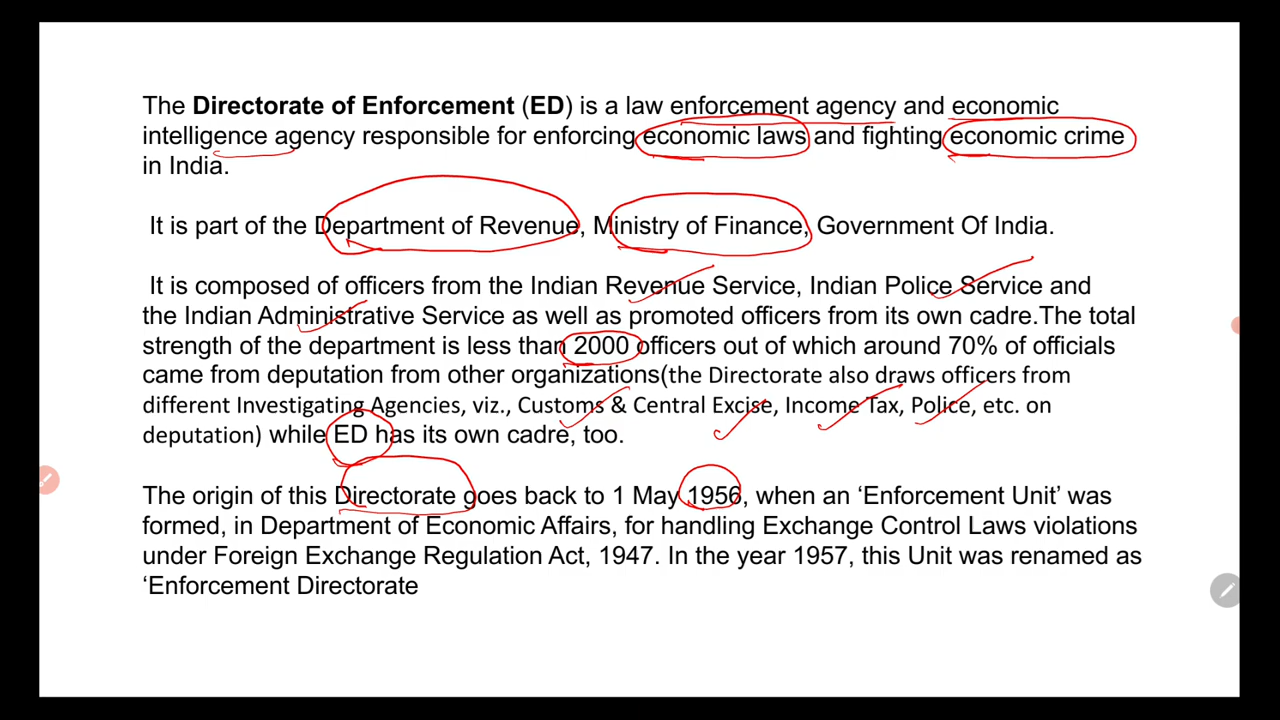 The Directorate of Enforcement (ED) is a law enforcement agency and economic
intelligence agency responsible for enforcing economic laws and fighting economic crime
in India.
It is part of the Department of Revenue, Ministry of Finance, Government Of India.
It is composed of officers from the Indian Revenue Service, Indian Police Service and
the Indian Administrative Service as well as promoted officers from its own cadre.The total
strength of the department is less than 2000 officers out of which around 70% of officials
came from deputation from other organizations(the Directorate also draws officers from
different Investigating Agencies, viz., Customs & Central Excise, Income Tax, Police, etc. on
deputation) while ED has its own cadre, too.
The origin of this Directorate goes back to 1 May 1956, when an ‘Enforcement Unit’ was
formed, in Department of Economic Affairs, for handling Exchange Control Laws violations
under Foreign Exchange Regulation Act, 1947. In the year 1957, this Unit was renamed as
‘Enforcement Directorate